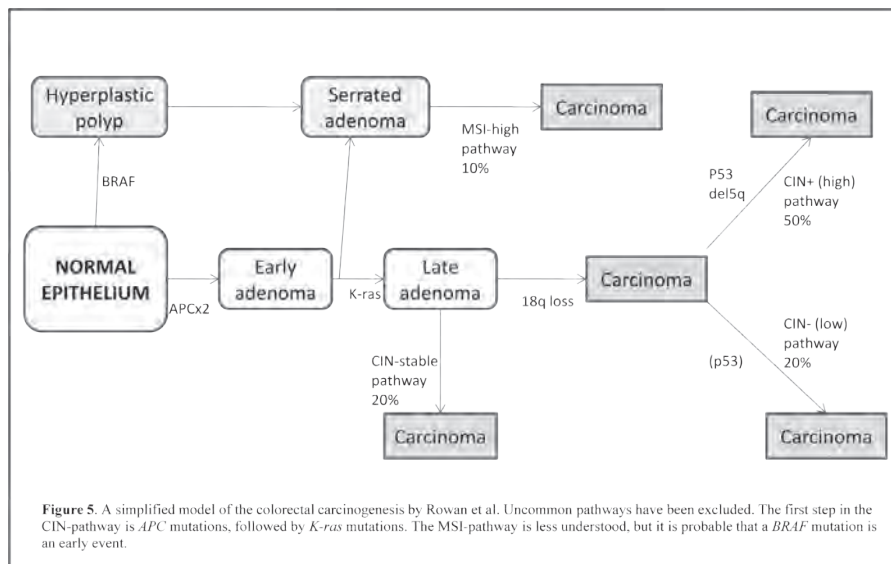 Hyperplastic
polyp
Serrated
adenoma
Carcinoma
MSI-high
pathway
10%
Carcinoma
BRAF
P53
del5q
CIN+ (high)
pathway
50%
NORMAL
EPITHELIUM
APCx2
Early
adenoma
K-ras
Late
adenoma
18q loss
Carcinoma
CIN-stable
pathway
20%
Carcinoma
(p53)
CIN- (low)
pathway
20%
Carcinoma
Figure 5. A simplified model of the colorectal carcinogenesis by Rowan et al. Uncommon pathways have been excluded. The first step in the
CIN-pathway is APC mutations, followed by K-ras mutations. The MSI-pathway is less understood, but it is probable that a BRAF mutation is
an early event.